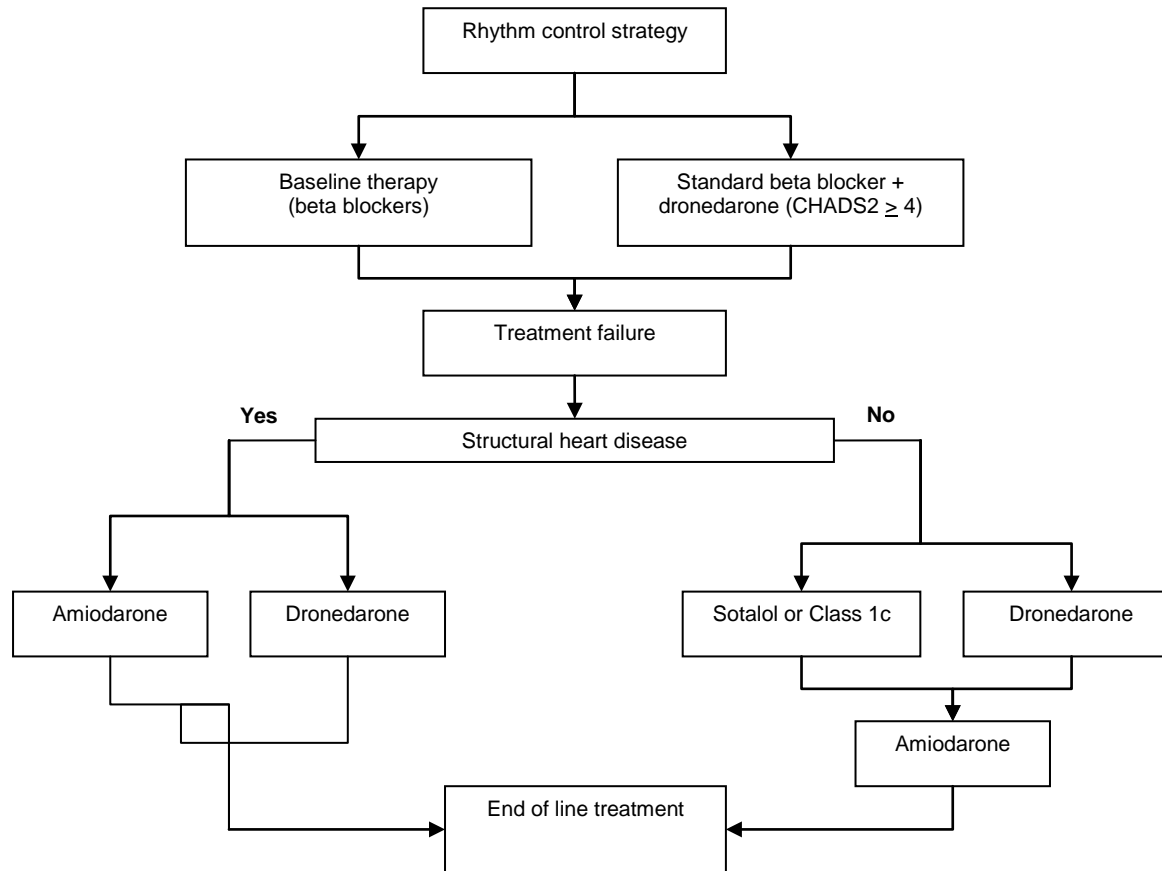 Rhythm control strategy
Baseline therapy
(beta blockers)
Standard beta blocker +
dronedarone (CHADS2 ≥ 4)
Treatment failure
Yes
No
Structural heart disease
Amiodarone
Dronedarone
Sotalol or Class 1c
Dronedarone
Amiodarone
End of line treatment